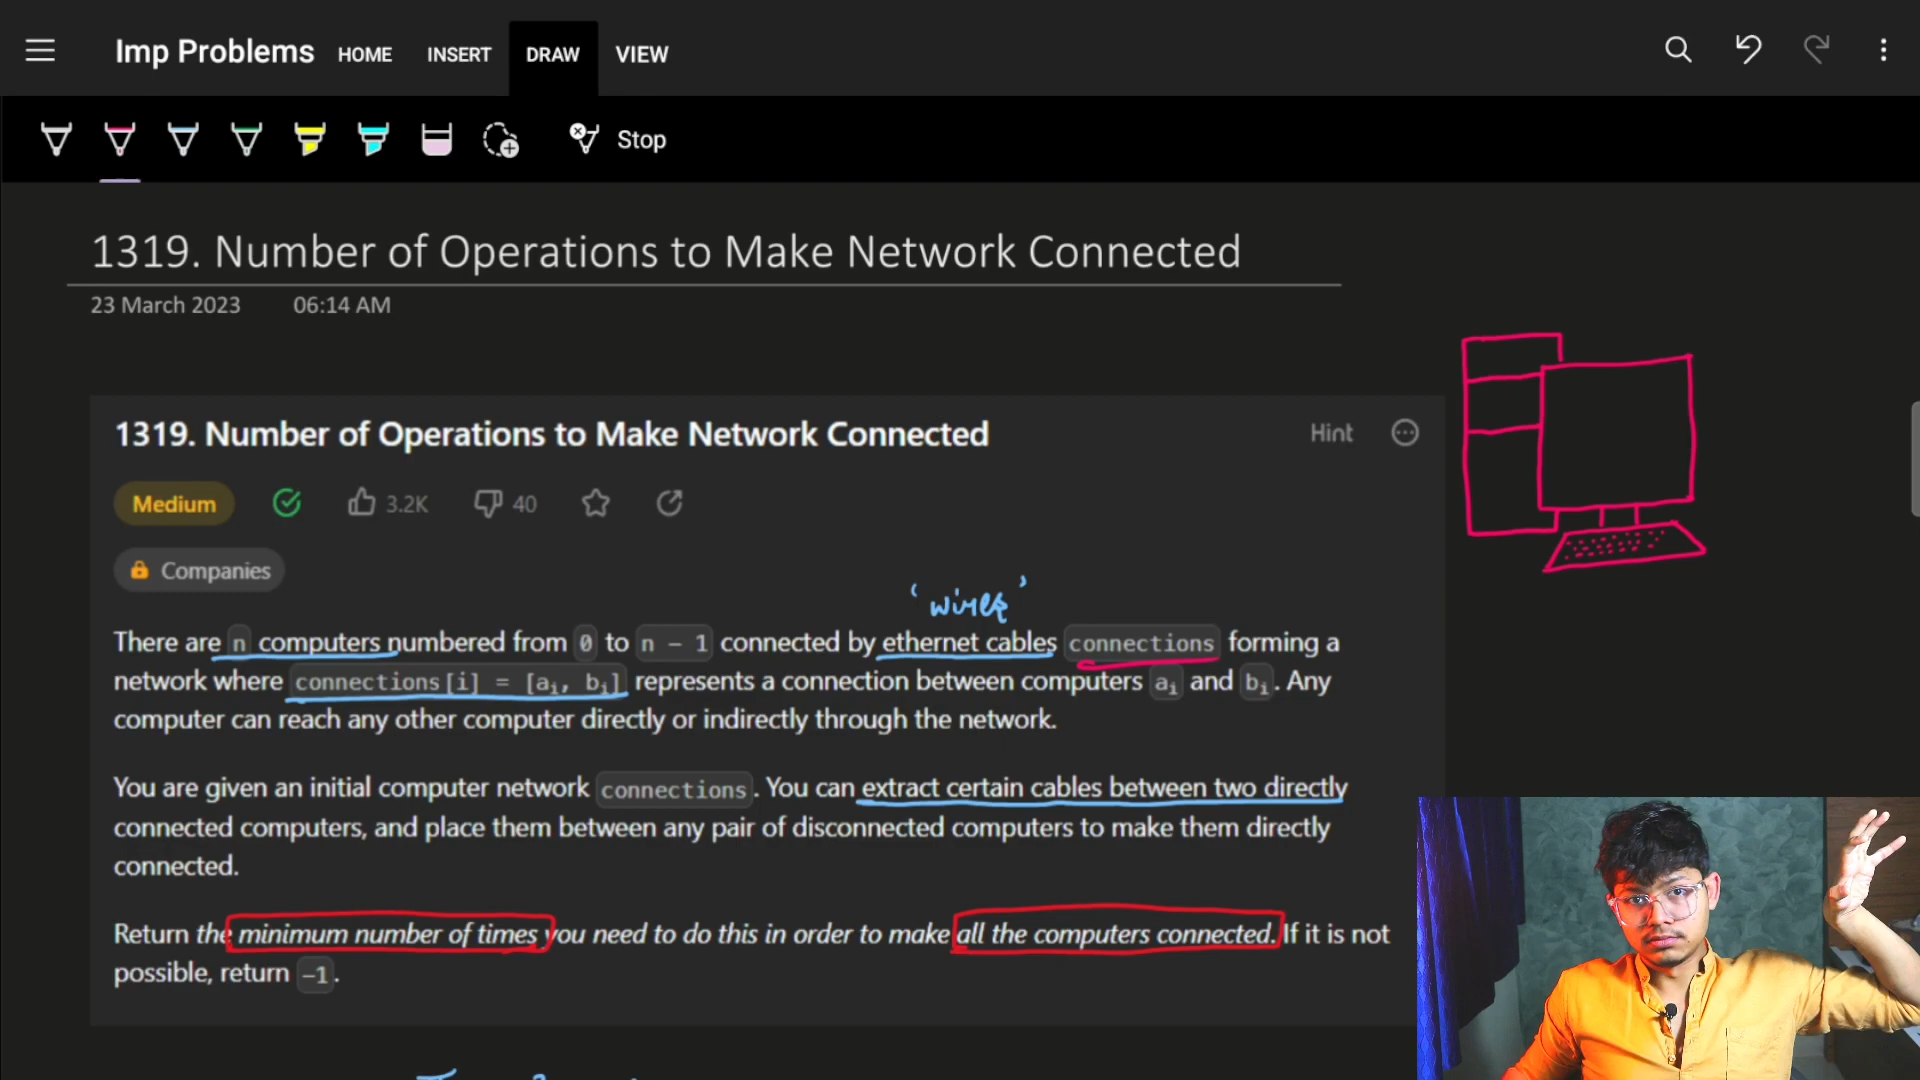 Imp Problems HOME INSERT DRAW VIEW
Stop
1319. Number of Operations to Make Network Connected
23 March 2023 06:14 AM
1319. Number of Operations to Make Network Connected Hint
Medium 3.2K 40
Companies
'wires'
There are n computers numbered from 0 to n - 1 connected by ethernet cables connections forming a
network where connections[i] = [aᵢ, bᵢ] represents a connection between computers aᵢ and bᵢ. Any
computer can reach any other computer directly or indirectly through the network.
You are given an initial computer network connections. You can extract certain cables between two directly
connected computers, and place them between any pair of disconnected computers to make them directly
connected.
Return the minimum number of times you need to do this in order to make all the computers connected. If it is not
possible, return -1.